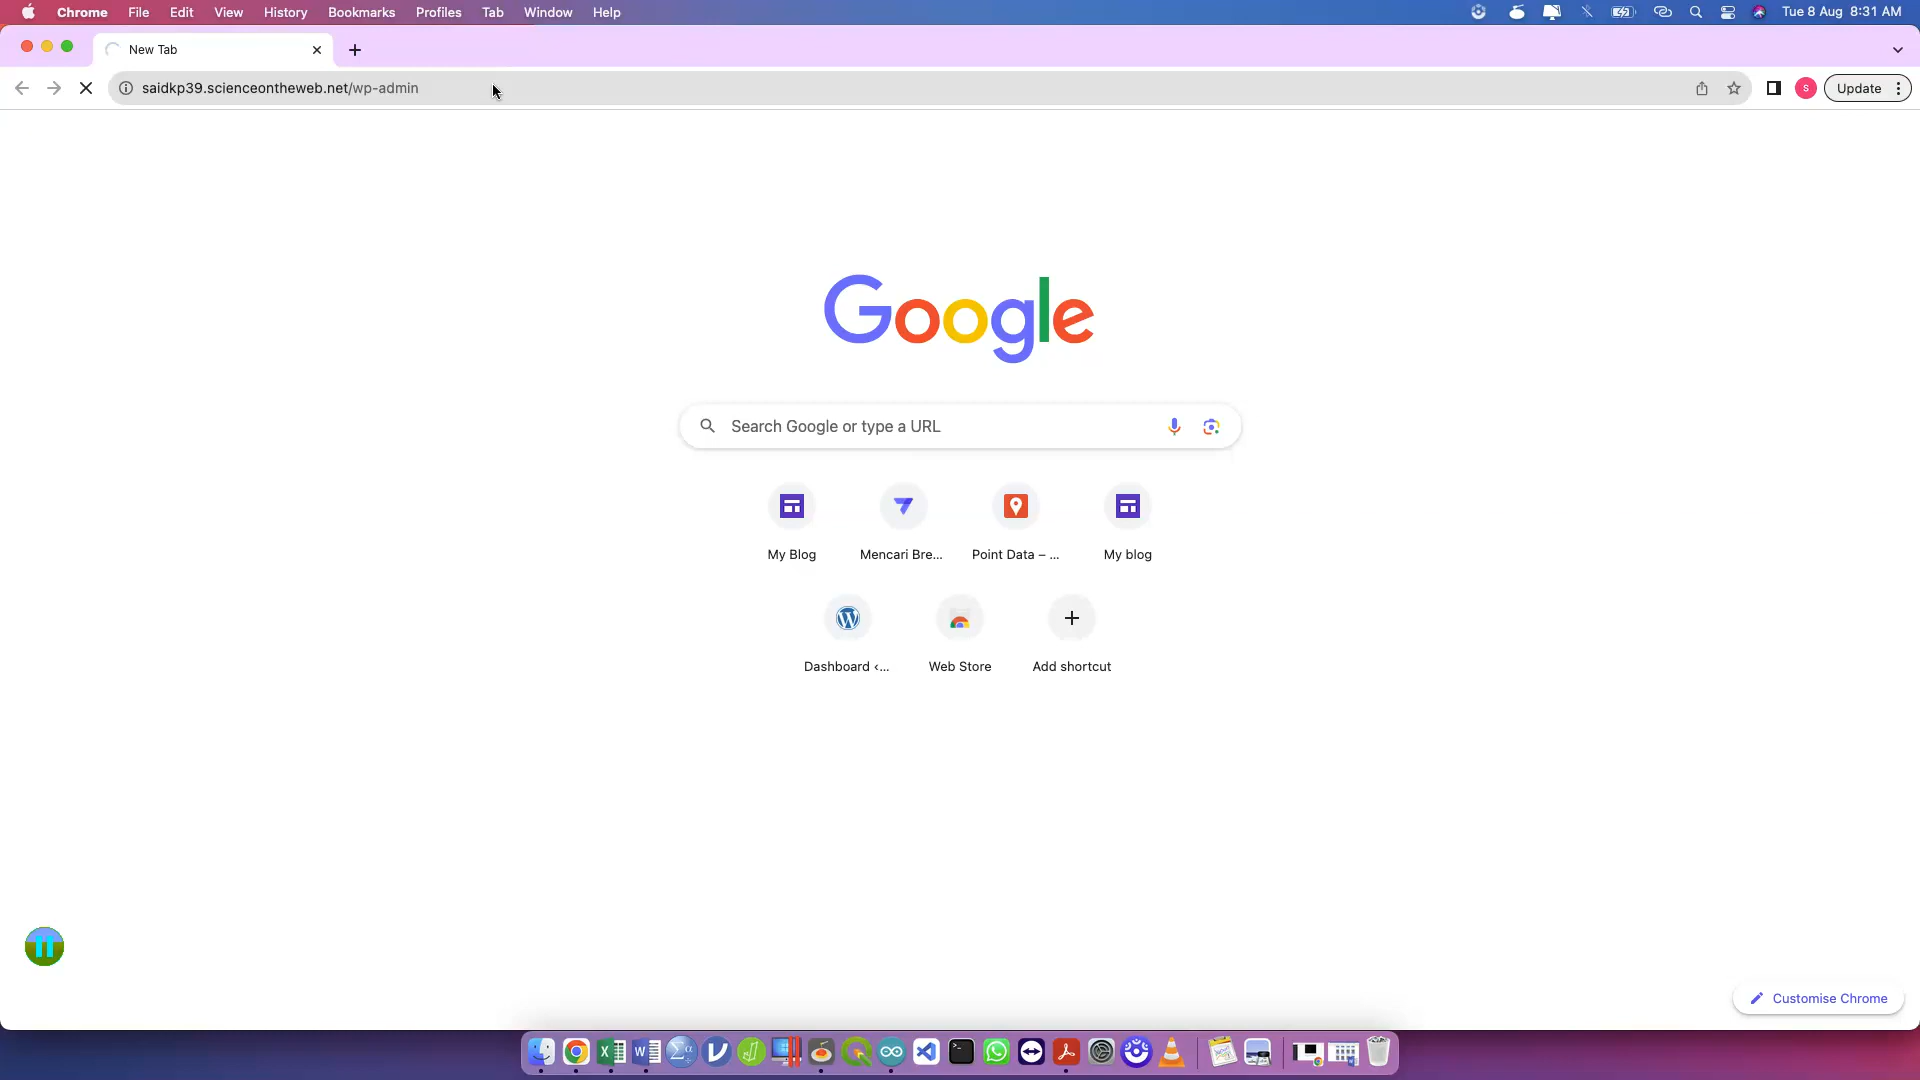 Chrome File Edit View History Bookmarks Profiles Tab Window Help Tue 8 Aug 8:31 AM
New Tab
saidkp39.scienceontheweb.net/wp-admin S Update
Google
Search Google or type a URL
My Blog Mencari Bre... Point Data – ... My blog
Dashboard ‹... Web Store Add shortcut
Customise Chrome